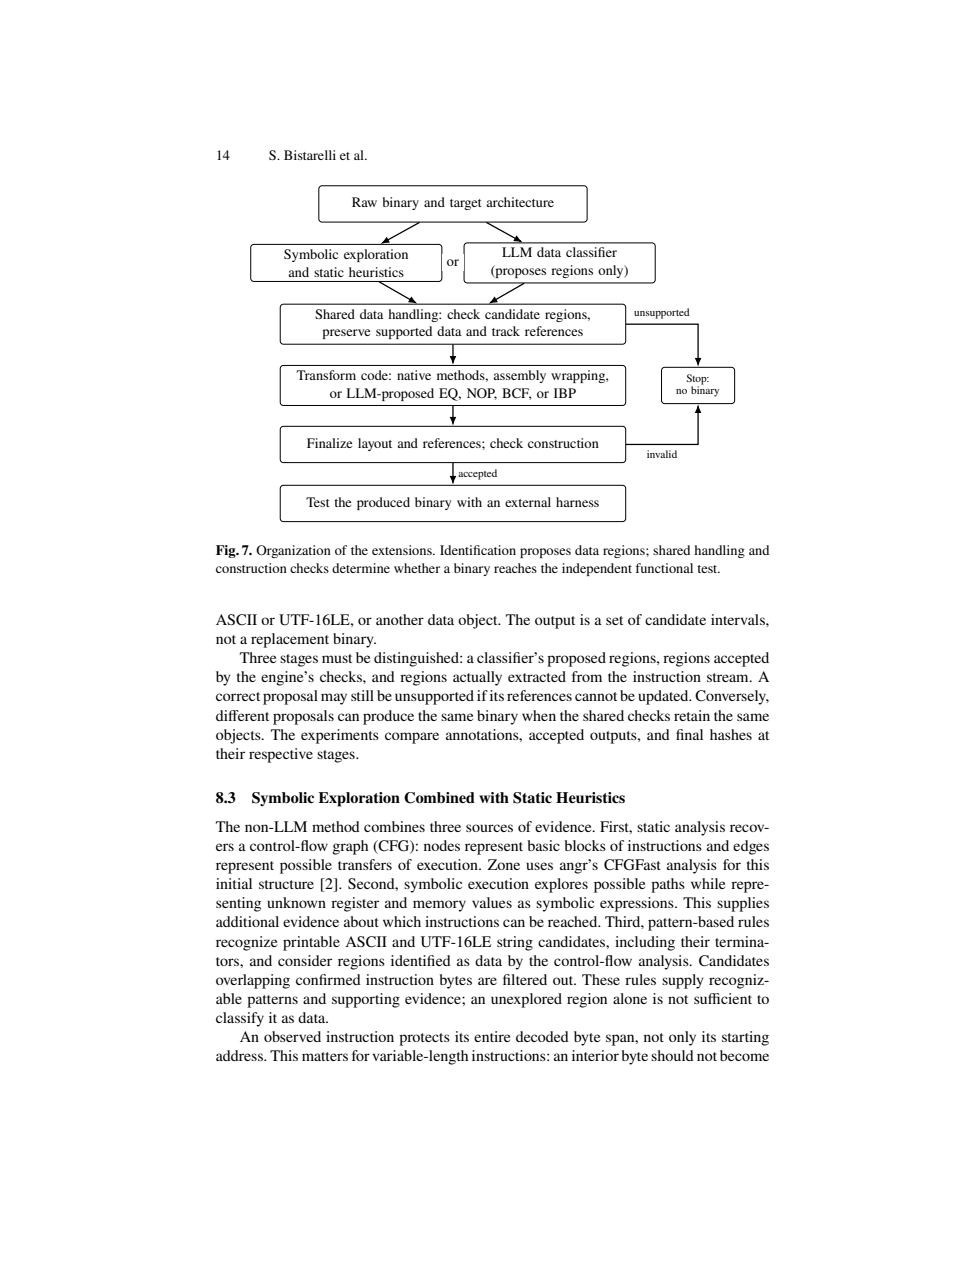 14 S. Bistarelli et al.
Raw binary and target architecture
Symbolic exploration
and static heuristics
or
LLM data classifier
(proposes regions only)
Shared data handling: check candidate regions,
preserve supported data and track references
unsupported
Transform code: native methods, assembly wrapping,
or LLM-proposed EQ, NOP, BCF, or IBP
Stop:
no binary
Finalize layout and references; check construction
invalid
accepted
Test the produced binary with an external harness
Fig. 7. Organization of the extensions. Identification proposes data regions; shared handling and
construction checks determine whether a binary reaches the independent functional test.
ASCII or UTF-16LE, or another data object. The output is a set of candidate intervals,
not a replacement binary.
Three stages must be distinguished: a classifier's proposed regions, regions accepted
by the engine's checks, and regions actually extracted from the instruction stream. A
correct proposal may still be unsupported if its references cannot be updated. Conversely,
different proposals can produce the same binary when the shared checks retain the same
objects. The experiments compare annotations, accepted outputs, and final hashes at
their respective stages.
8.3 Symbolic Exploration Combined with Static Heuristics
The non-LLM method combines three sources of evidence. First, static analysis recov-
ers a control-flow graph (CFG): nodes represent basic blocks of instructions and edges
represent possible transfers of execution. Zone uses angr's CFGFast analysis for this
initial structure [2]. Second, symbolic execution explores possible paths while repre-
senting unknown register and memory values as symbolic expressions. This supplies
additional evidence about which instructions can be reached. Third, pattern-based rules
recognize printable ASCII and UTF-16LE string candidates, including their termina-
tors, and consider regions identified as data by the control-flow analysis. Candidates
overlapping confirmed instruction bytes are filtered out. These rules supply recogniz-
able patterns and supporting evidence; an unexplored region alone is not sufficient to
classify it as data.
An observed instruction protects its entire decoded byte span, not only its starting
address. This matters for variable-length instructions: an interior byte should not become